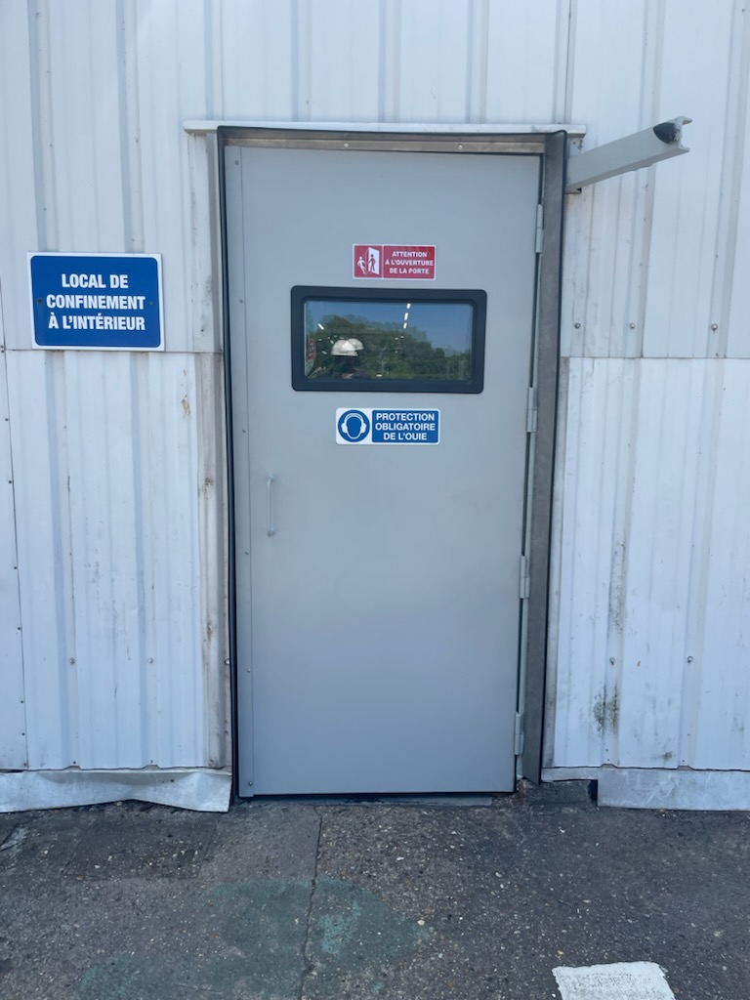 LOCAL DE
CONFINEMENT
À L'INTÉRIEUR
ATTENTION
À L'OUVERTURE
DE LA PORTE
PROTECTION
OBLIGATOIRE
DE L'OUIE